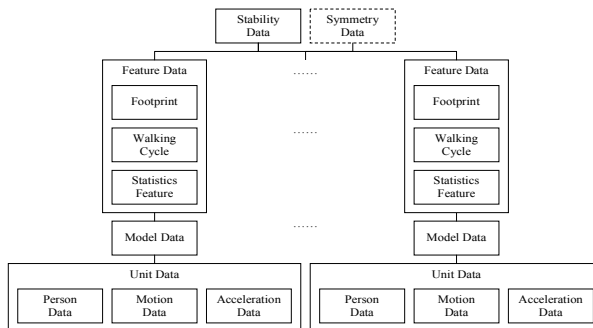 Stability
Data
Symmetry
Data
Feature Data
Footprint
Walking
Cycle
Statistics
Feature
Model Data
Unit Data
Person
Data
Motion
Data
Acceleration
Data
......
......
......
Feature Data
Footprint
Walking
Cycle
Statistics
Feature
Model Data
Unit Data
Person
Data
Motion
Data
Acceleration
Data